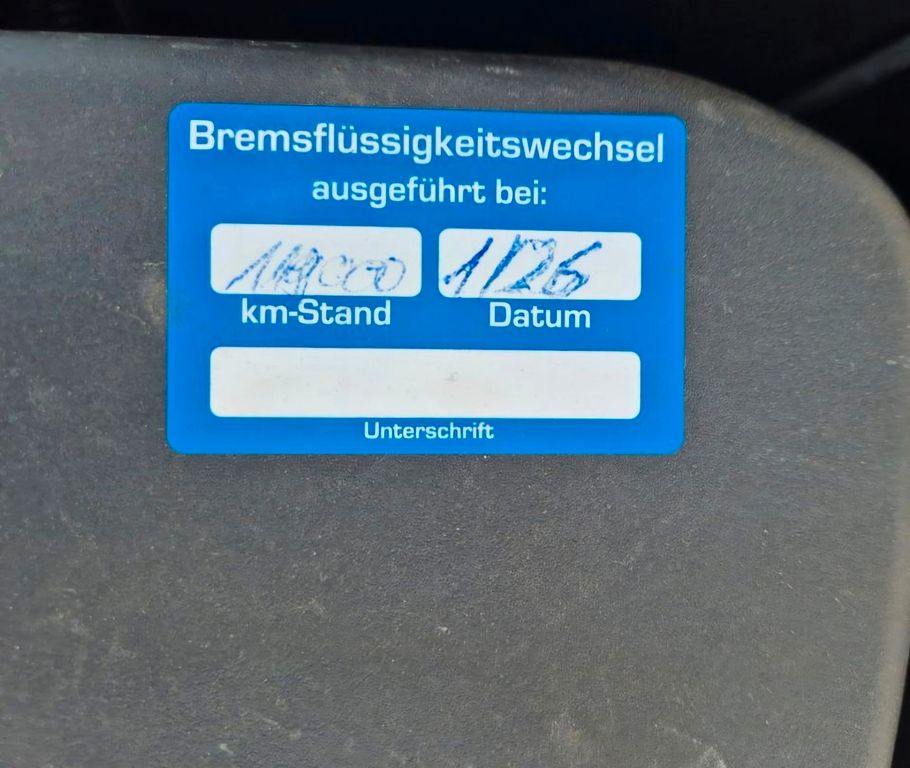 Bremsflüssigkeitswechsel
ausgeführt bei:
1/26
km-Stand Datum
Unterschrift